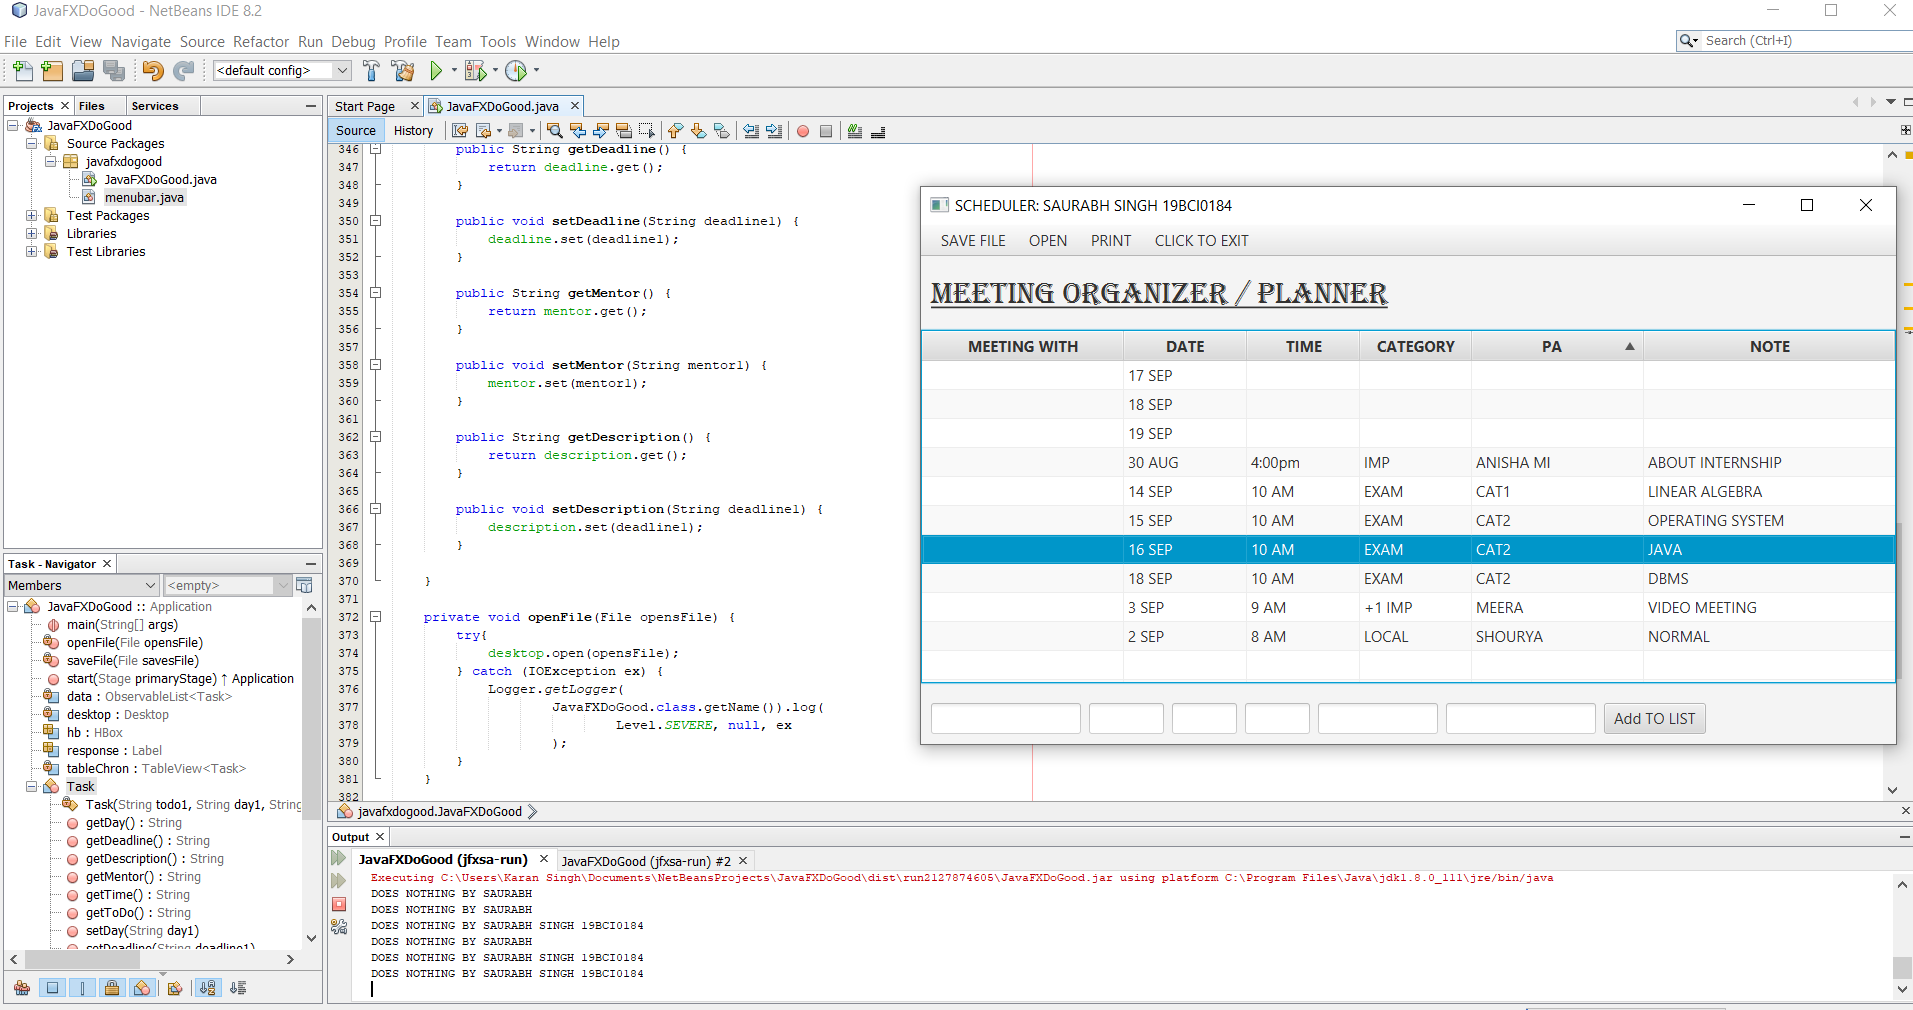 JavaFXDoGood - NetBeans IDE 8.2
File Edit View Navigate Source Refactor Run Debug Profile Team Tools Window Help
Search (Ctrl+I)
<default config>
Projects Files Services
JavaFXDoGood
Source Packages
javafxdogood
JavaFXDoGood.java
menubar.java
Test Packages
Libraries
Test Libraries
Task - Navigator
Members <empty>
JavaFXDoGood :: Application
main(String[] args)
openFile(File opensFile)
saveFile(File savesFile)
start(Stage primaryStage) ↑ Application
data : ObservableList<Task>
desktop : Desktop
hb : HBox
response : Label
tableChron : TableView<Task>
Task
Task(String todo1, String day1, String
getDay() : String
getDeadline() : String
getDescription() : String
getMentor() : String
getTime() : String
getToDo() : String
setDay(String day1)
setDeadline(String deadline1)
Start Page JavaFXDoGood.java
Source History
346 public String getDeadline() {
347 return deadline.get();
348 }
349
350 public void setDeadline(String deadline1) {
351 deadline.set(deadline1);
352 }
353
354 public String getMentor() {
355 return mentor.get();
356 }
357
358 public void setMentor(String mentor1) {
359 mentor.set(mentor1);
360 }
361
362 public String getDescription() {
363 return description.get();
364 }
365
366 public void setDescription(String deadline1) {
367 description.set(deadline1);
368 }
369
370 }
371
372 private void openFile(File opensFile) {
373 try{
374 desktop.open(opensFile);
375 } catch (IOException ex) {
376 Logger.getLogger(
377 JavaFXDoGood.class.getName()).log(
378 Level.SEVERE, null, ex
379 );
380 }
381 }
382
javafxdogood.JavaFXDoGood
SCHEDULER: SAURABH SINGH 19BCI0184
SAVE FILE OPEN PRINT CLICK TO EXIT
MEETING ORGANIZER / PLANNER
MEETING WITH DATE TIME CATEGORY PA NOTE
17 SEP
18 SEP
19 SEP
30 AUG 4:00pm IMP ANISHA MI ABOUT INTERNSHIP
14 SEP 10 AM EXAM CAT1 LINEAR ALGEBRA
15 SEP 10 AM EXAM CAT2 OPERATING SYSTEM
16 SEP 10 AM EXAM CAT2 JAVA
18 SEP 10 AM EXAM CAT2 DBMS
3 SEP 9 AM +1 IMP MEERA VIDEO MEETING
2 SEP 8 AM LOCAL SHOURYA NORMAL
Add TO LIST
Output
JavaFXDoGood (jfxsa-run) JavaFXDoGood (jfxsa-run) #2
Executing C:\Users\Karan Singh\Documents\NetBeansProjects\JavaFXDoGood\dist\run2127874605\JavaFXDoGood.jar using platform C:\Program Files\Java\jdk1.8.0_111\jre/bin/java
DOES NOTHING BY SAURABH
DOES NOTHING BY SAURABH
DOES NOTHING BY SAURABH SINGH 19BCI0184
DOES NOTHING BY SAURABH
DOES NOTHING BY SAURABH SINGH 19BCI0184
DOES NOTHING BY SAURABH SINGH 19BCI0184